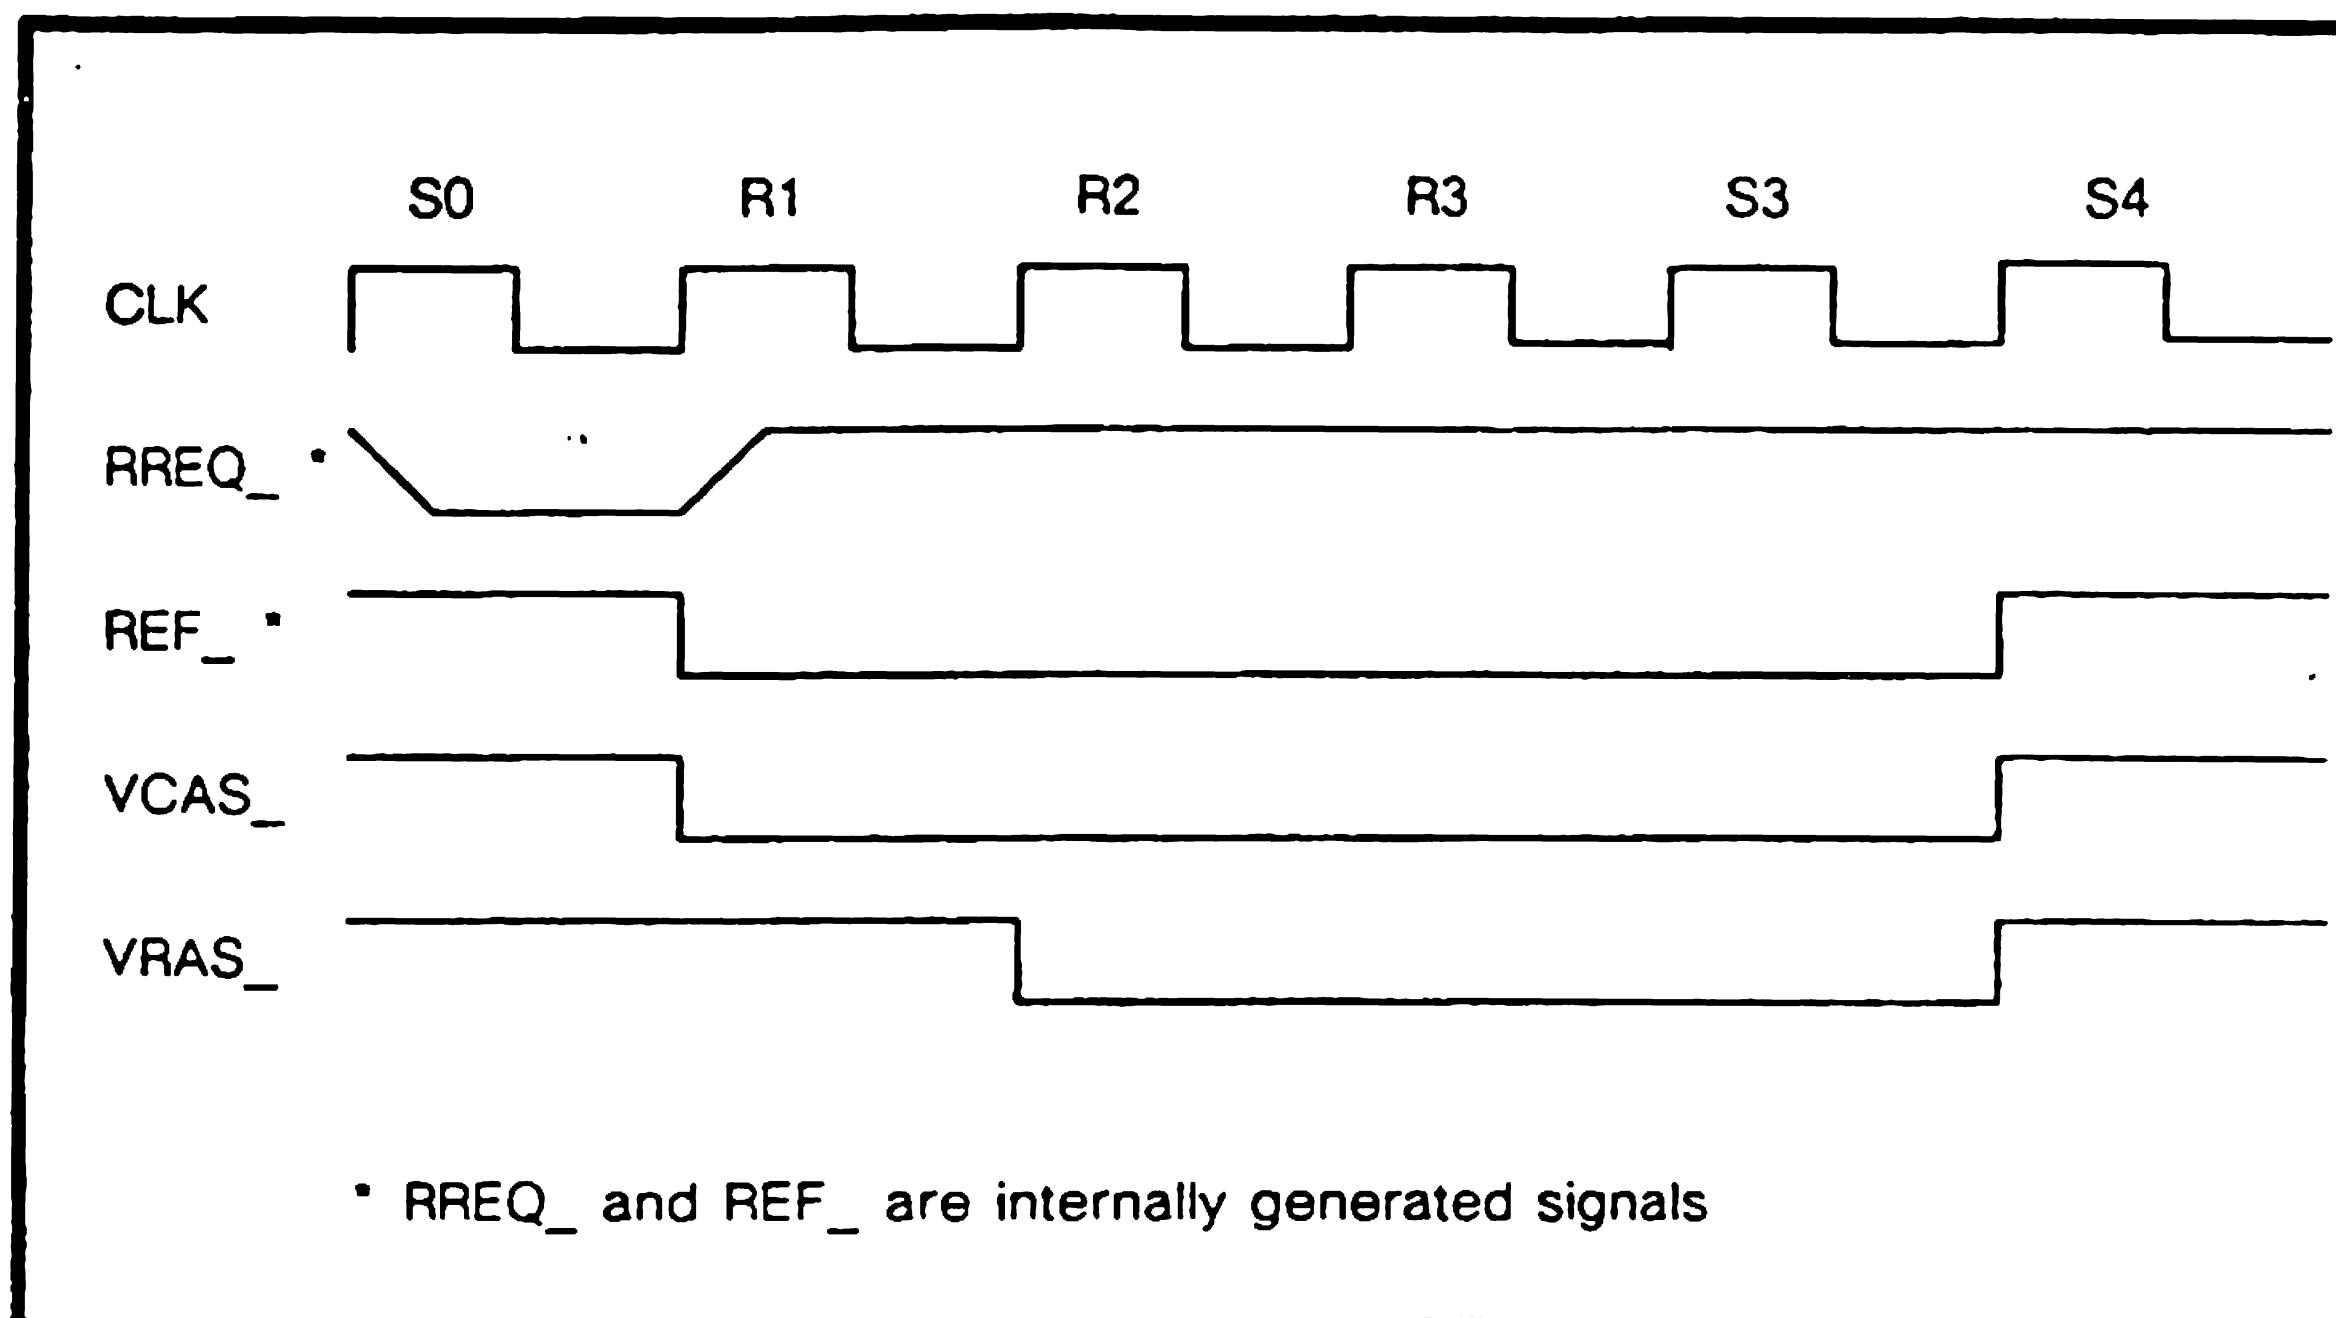 S0 R1 R2 R3 S3 S4
CLK
RREQ_ *
REF_ *
VCAS_
VRAS_
* RREQ_ and REF_ are internally generated signals